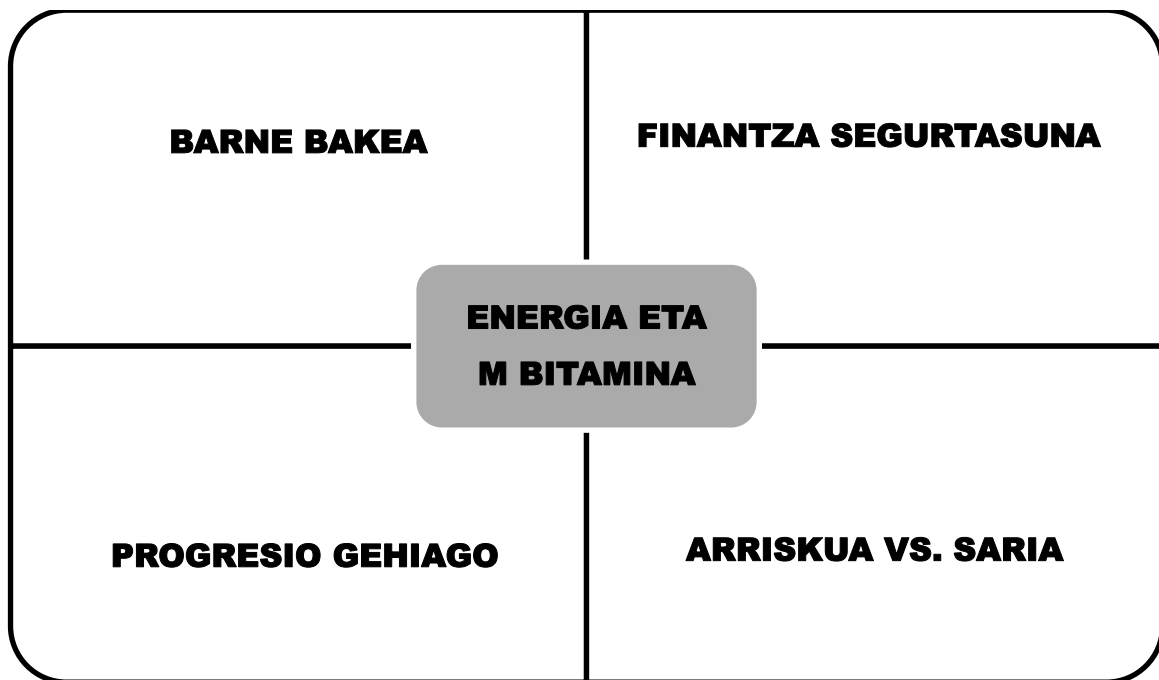 BARNE BAKEA
FINANTZA SEGURTASUNA
ENERGIA ETA
M BITAMINA
PROGRESIO GEHIAGO
ARRISKUA VS. SARIA